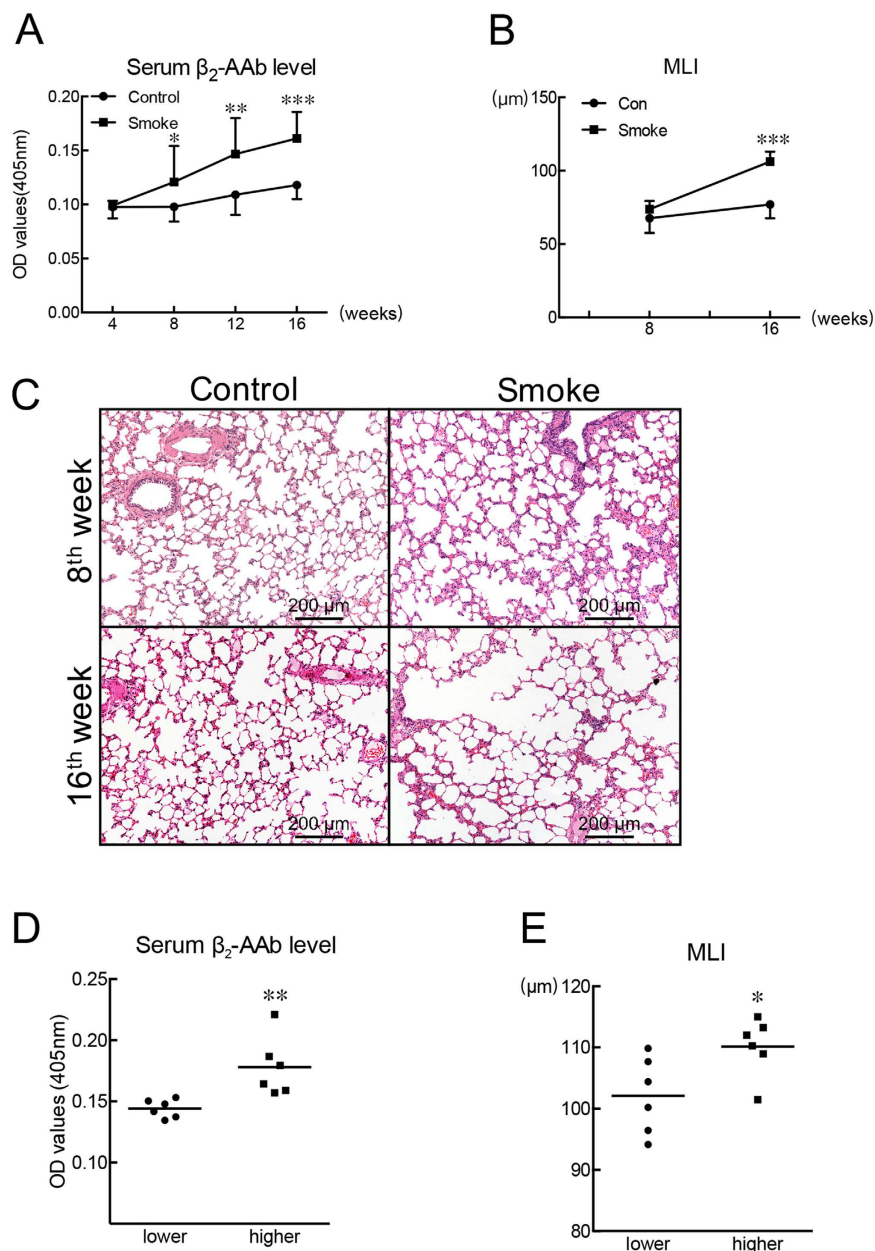 A
Serum β₂-AAb level
Control
Smoke
* ** ***
OD values(405nm)
0.20
0.15
0.10
0.05
0.00
4 8 12 16 (weeks)
B
MLI
(μm)
Con
Smoke
***
150
100
50
0
8 16 (weeks)
C
Control Smoke
8th week
200 μm 200 μm
16th week
200 μm 200 μm
D
Serum β₂-AAb level
**
OD values (405nm)
0.25
0.20
0.15
0.10
lower higher
E
MLI
(μm)
*
120
110
100
90
80
lower higher